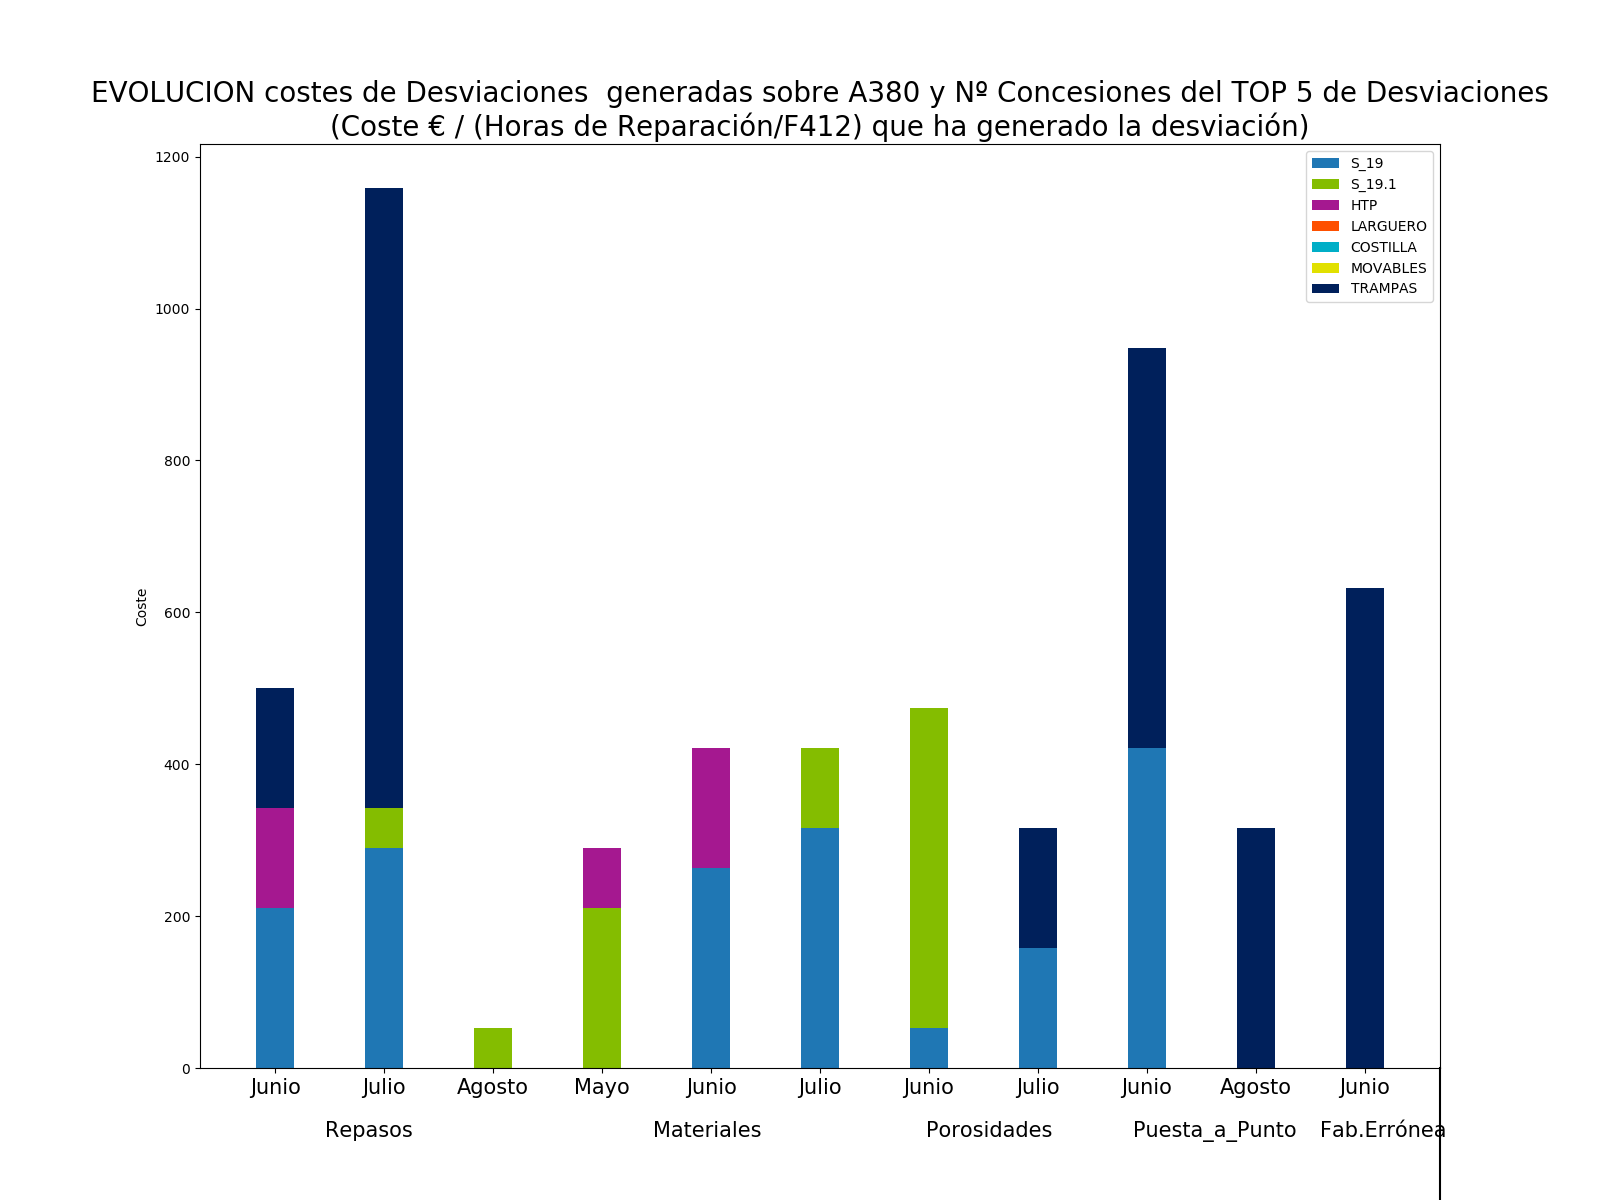 EVOLUCION costes de Desviaciones  generadas sobre A380 y Nº Concesiones del TOP 5 de Desviaciones
(Coste € / (Horas de Reparación/F412) que ha generado la desviación)
S_19
S_19.1
HTP
LARGUERO
COSTILLA
MOVABLES
TRAMPAS
1200
1000
800
600
400
200
0
Coste
Junio Julio Agosto Mayo Junio Julio Junio Julio Junio Agosto Junio
Repasos Materiales Porosidades Puesta_a_Punto Fab.Errónea